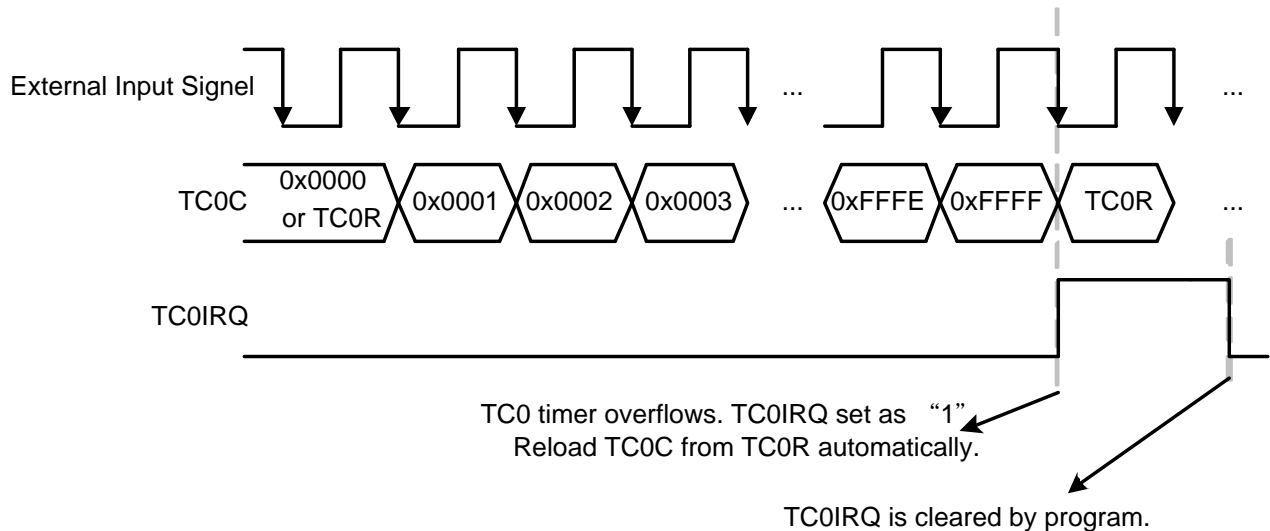 External Input Signel
... ...
TC0C
0x0000
or TC0R
0x0001 0x0002 0x0003 ... 0xFFFE 0xFFFF TC0R ...
TC0IRQ
TC0 timer overflows. TC0IRQ set as “1”
Reload TC0C from TC0R automatically.
TC0IRQ is cleared by program.